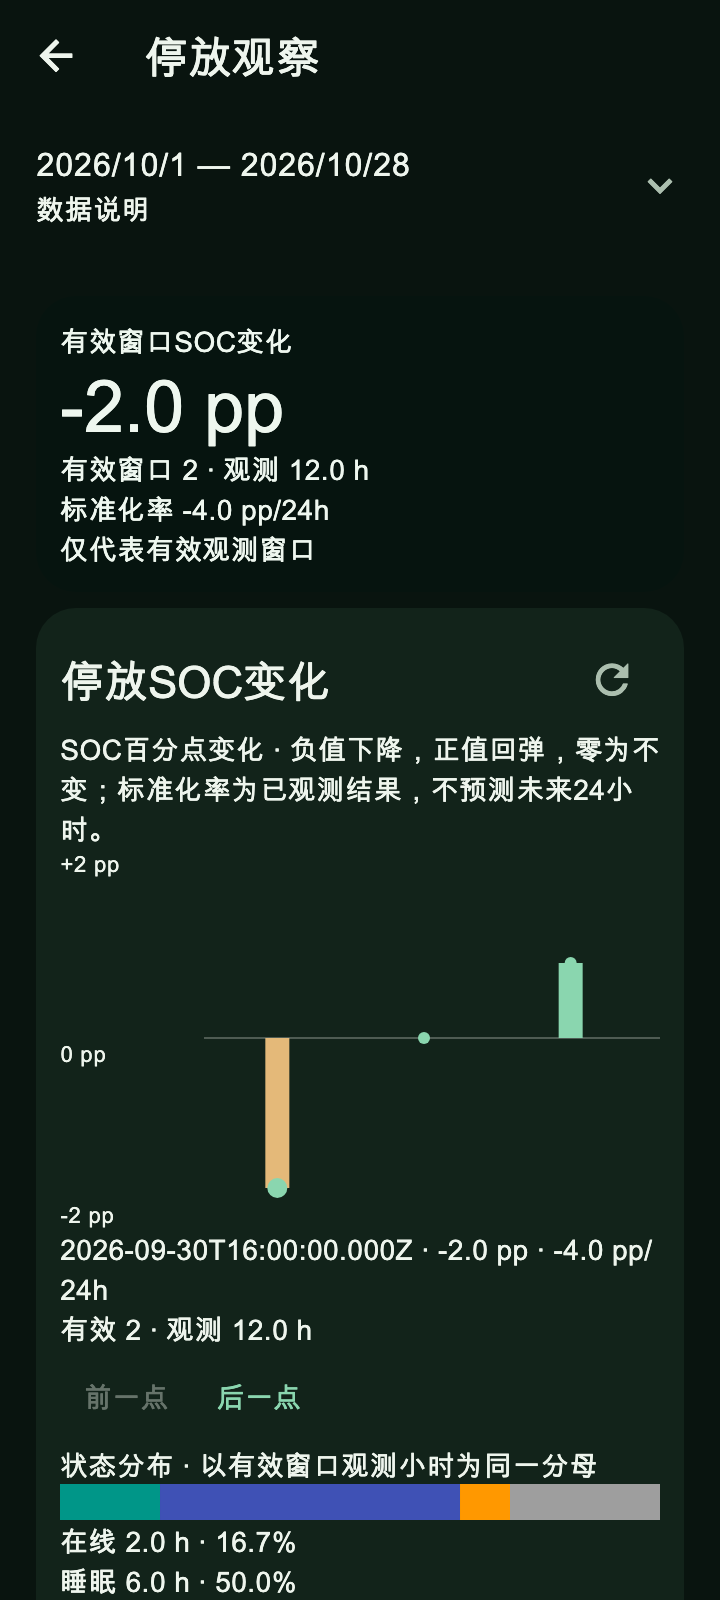 停放观察
2026/10/1 — 2026/10/28
数据说明
有效窗口SOC变化
-2.0 pp
有效窗口 2 · 观测 12.0 h
标准化率 -4.0 pp/24h
仅代表有效观测窗口
停放SOC变化
SOC百分点变化 · 负值下降，正值回弹，零为不
变；标准化率为已观测结果，不预测未来24小
时。
+2 pp
0 pp
-2 pp
2026-09-30T16:00:00.000Z · -2.0 pp · -4.0 pp/
24h
有效 2 · 观测 12.0 h
前一点 后一点
状态分布 · 以有效窗口观测小时为同一分母
在线 2.0 h · 16.7%
睡眠 6.0 h · 50.0%